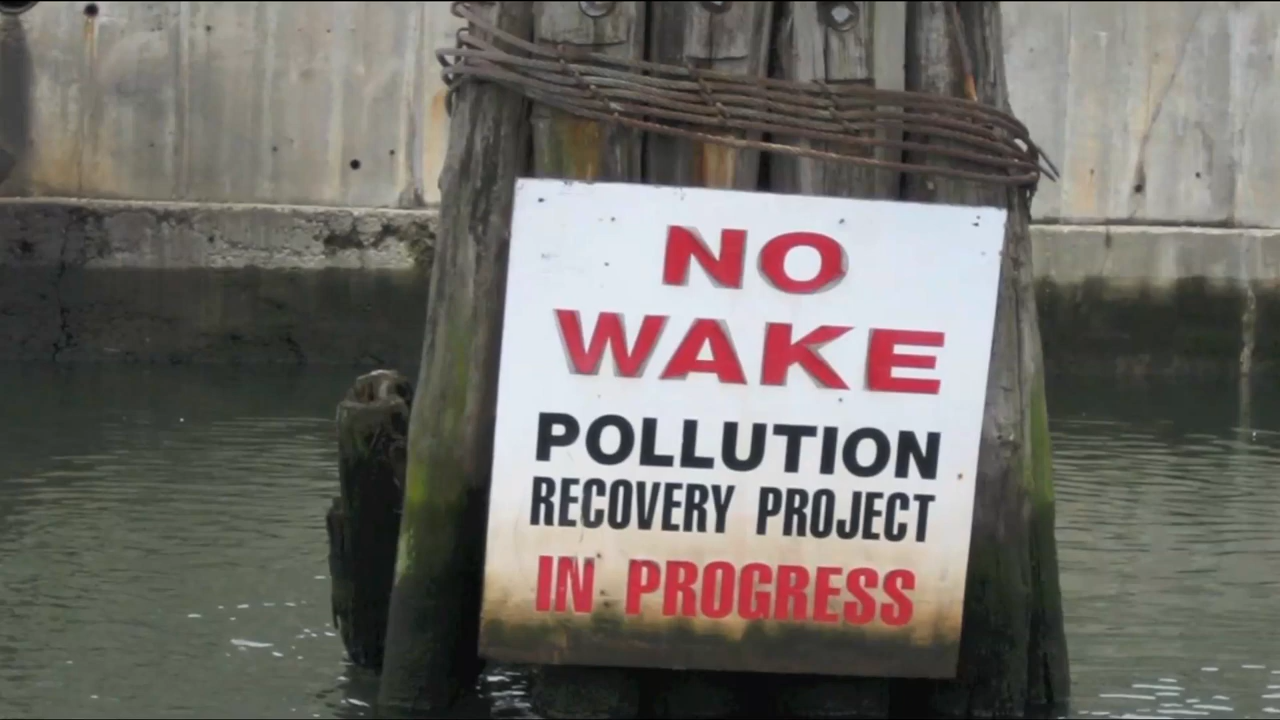 NO
WAKE
POLLUTION
RECOVERY PROJECT
IN PROGRESS